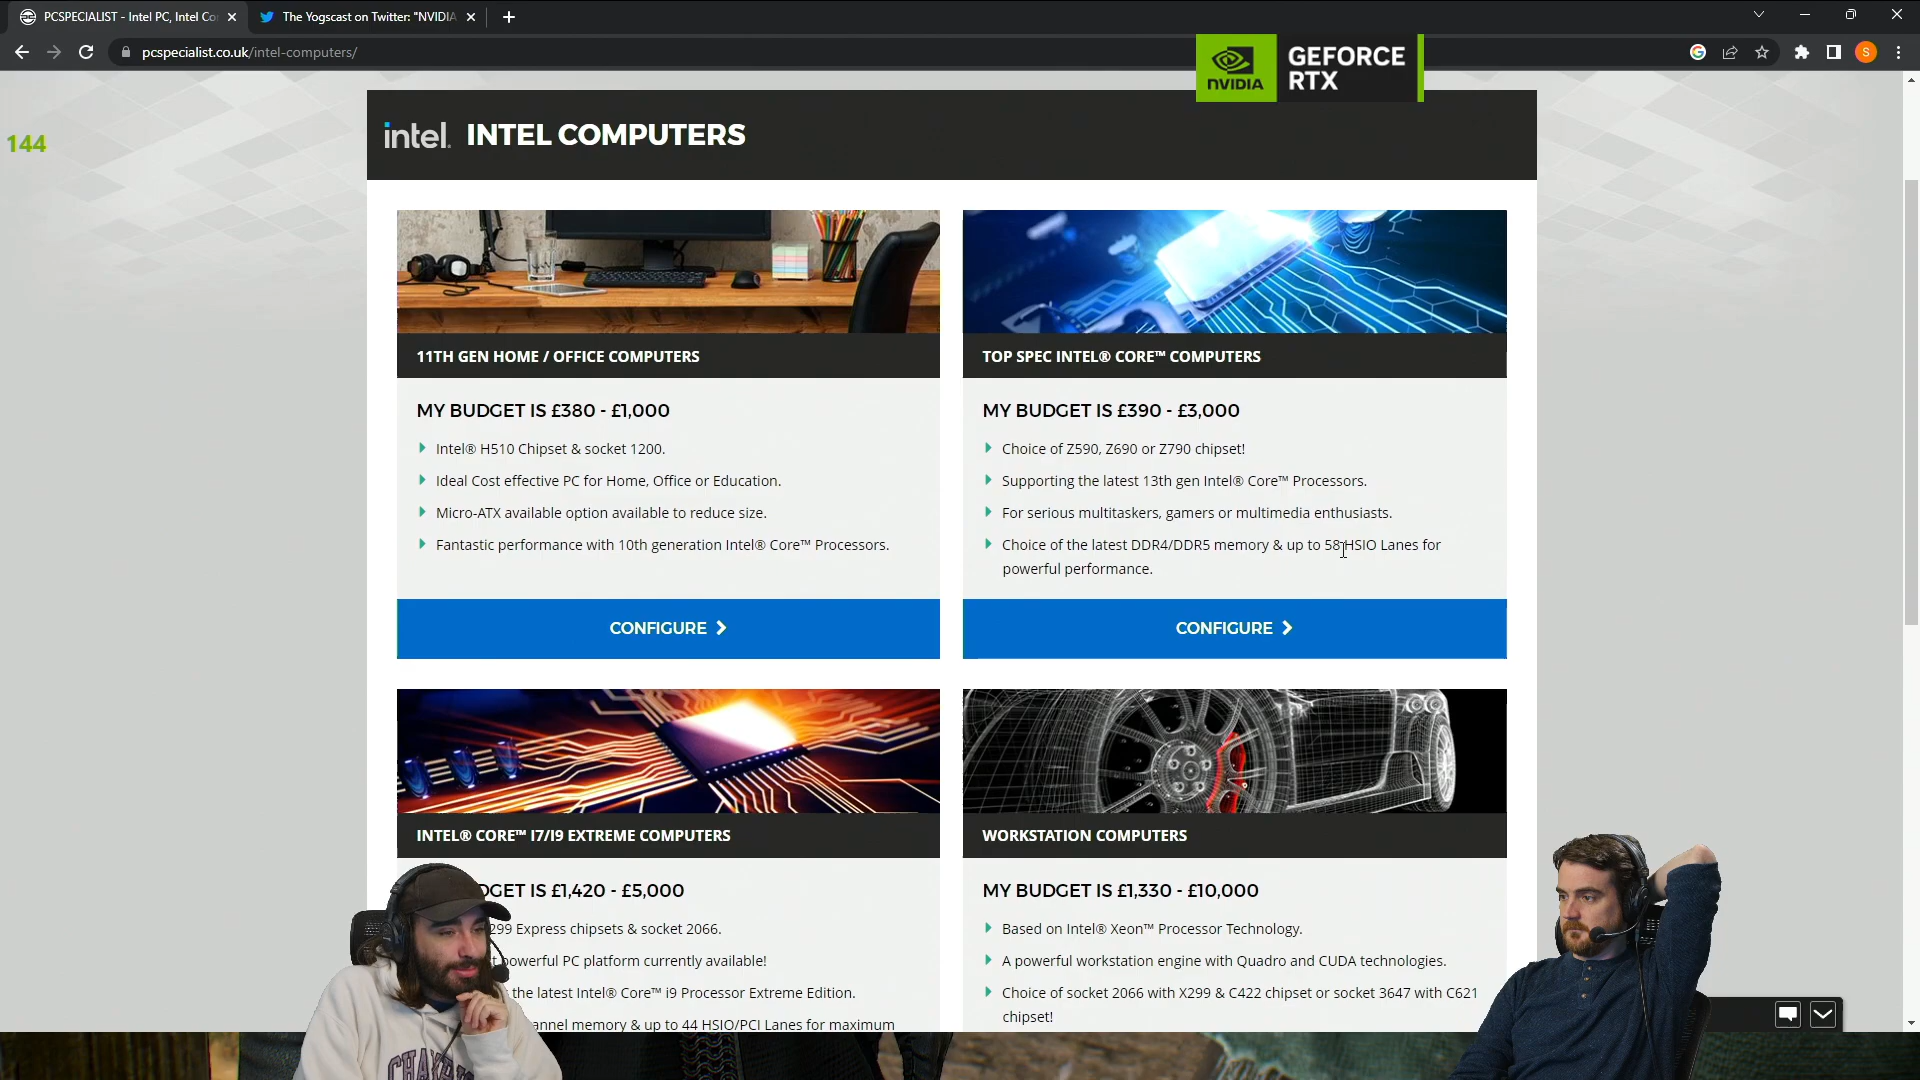 PCSPECIALIST - Intel PC, Intel Co
The Yogscast on Twitter: "NVIDIA
pcspecialist.co.uk/intel-computers/
S
NVIDIA
GEFORCE
RTX
144
intel. INTEL COMPUTERS
11TH GEN HOME / OFFICE COMPUTERS
MY BUDGET IS £380 - £1,000
Intel® H510 Chipset & socket 1200.
Ideal Cost effective PC for Home, Office or Education.
Micro-ATX available option available to reduce size.
Fantastic performance with 10th generation Intel® Core™ Processors.
CONFIGURE
TOP SPEC INTEL® CORE™ COMPUTERS
MY BUDGET IS £390 - £3,000
Choice of Z590, Z690 or Z790 chipset!
Supporting the latest 13th gen Intel® Core™ Processors.
For serious multitaskers, gamers or multimedia enthusiasts.
Choice of the latest DDR4/DDR5 memory & up to 58 HSIO Lanes for
powerful performance.
CONFIGURE
INTEL® CORE™ I7/I9 EXTREME COMPUTERS
IS £1,420 - £5,000
Express chipsets & socket 2066.
powerful PC platform currently available!
the latest Intel® Core™ i9 Processor Extreme Edition.
memory & up to 44 HSIO/PCI Lanes for maximum
WORKSTATION COMPUTERS
MY BUDGET IS £1,330 - £10,000
Based on Intel® Xeon™ Processor Technology.
A powerful workstation engine with Quadro and CUDA technologies.
Choice of socket 2066 with X299 & C422 chipset or socket 3647 with C621
chipset!